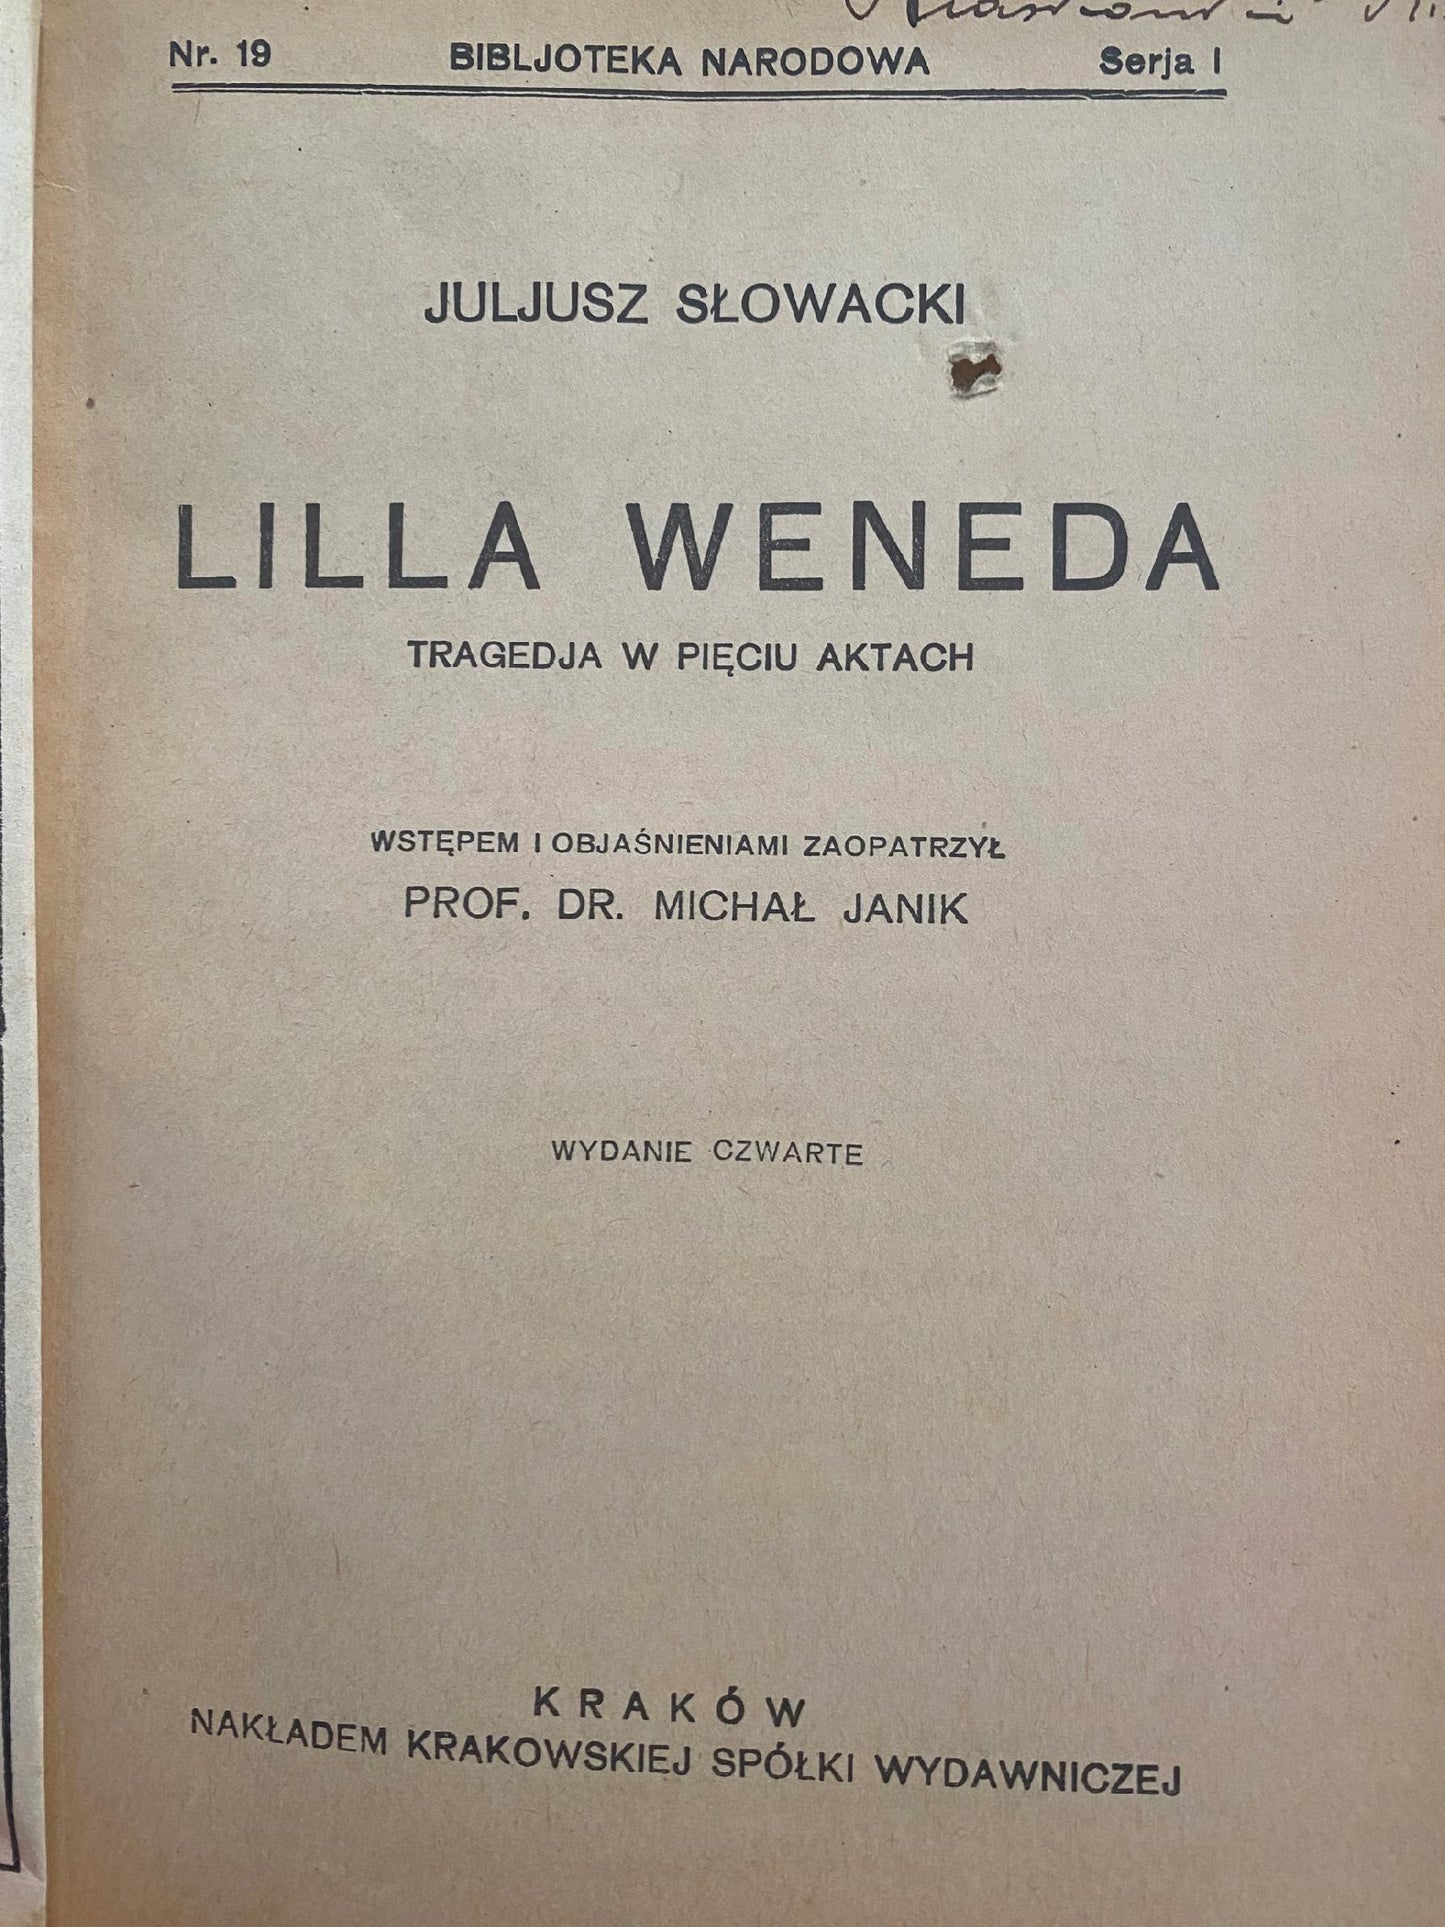 Nr. 19 BIBLJOTEKA NARODOWA Serja I
JULJUSZ SŁOWACKI
LILLA WENEDA
TRAGEDJA W PIĘCIU AKTACH
WSTĘPEM I OBJAŚNIENIAMI ZAOPATRZYŁ
PROF. DR. MICHAŁ JANIK
WYDANIE CZWARTE
KRAKÓW
NAKŁADEM KRAKOWSKIEJ SPÓŁKI WYDAWNICZEJ